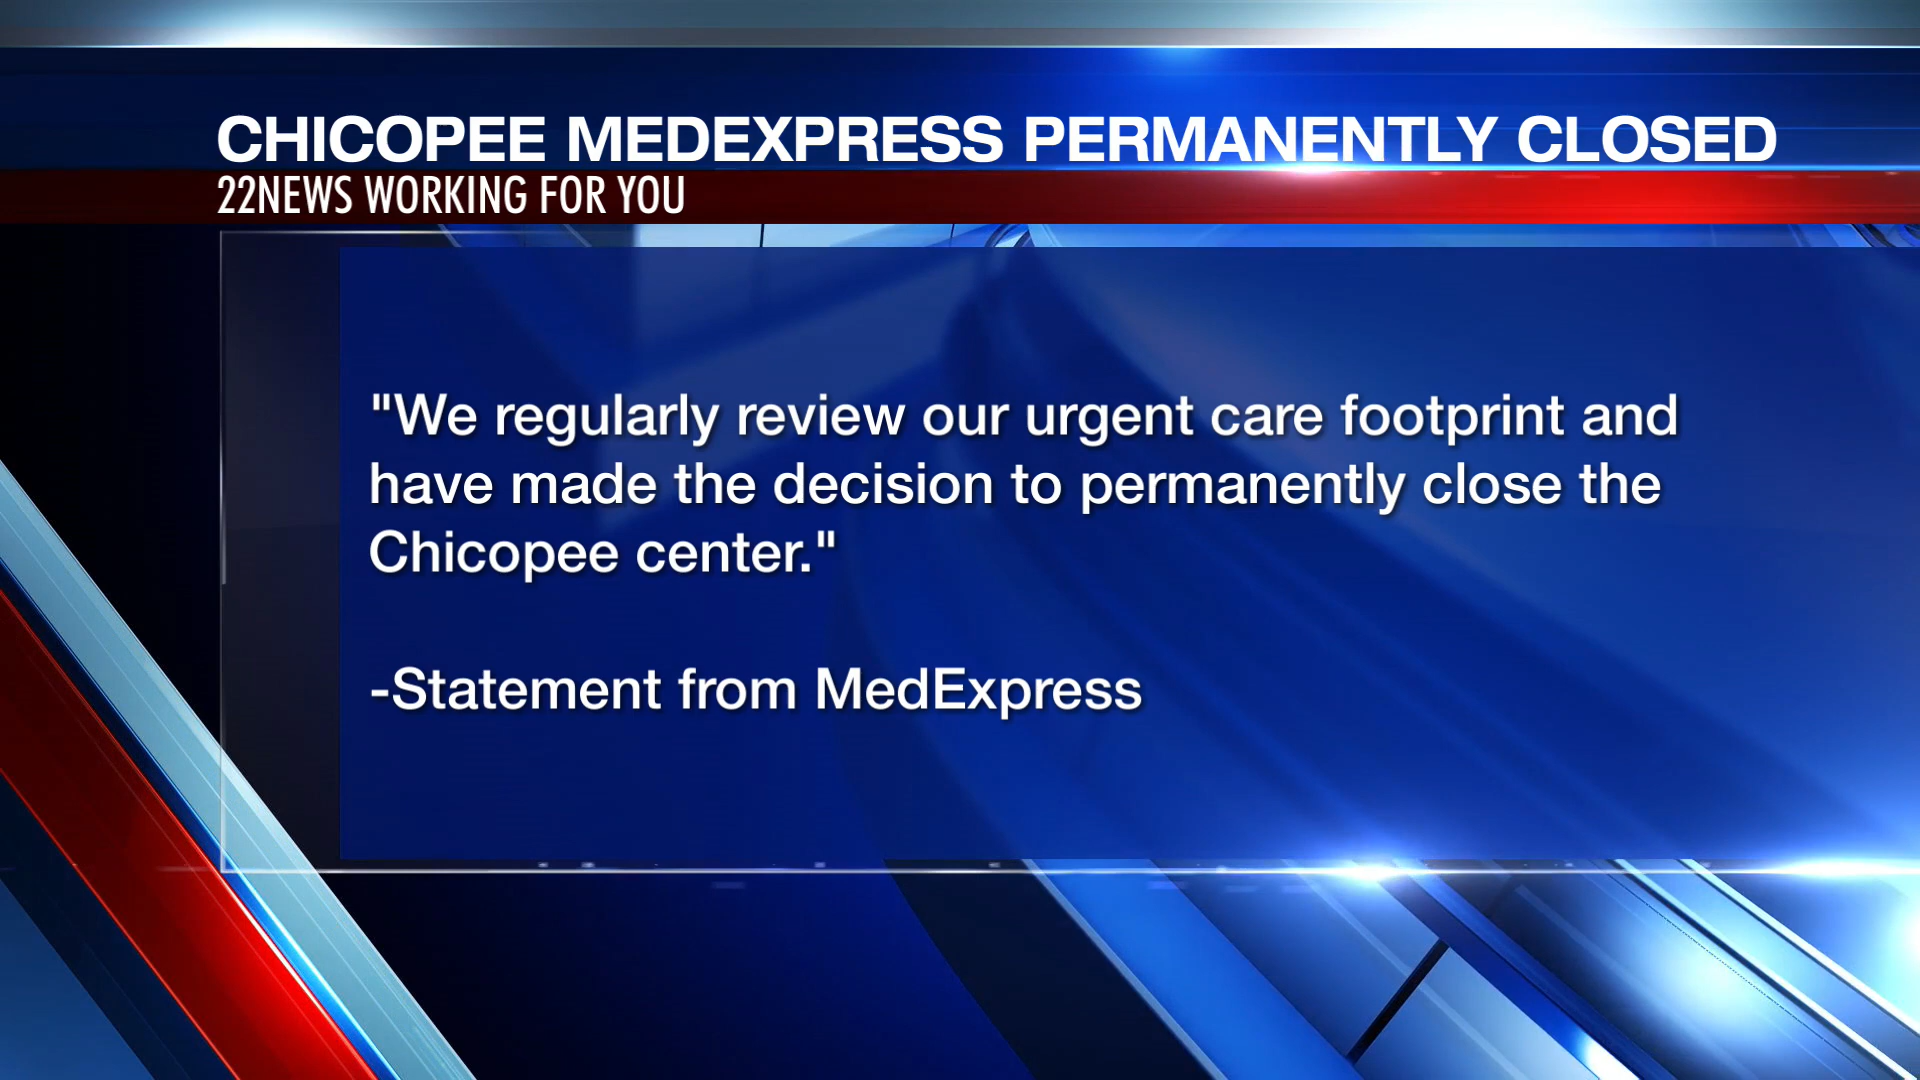 CHICOPEE MEDEXPRESS PERMANENTLY CLOSED
22NEWS WORKING FOR YOU
"We regularly review our urgent care footprint and
have made the decision to permanently close the
Chicopee center."
-Statement from MedExpress